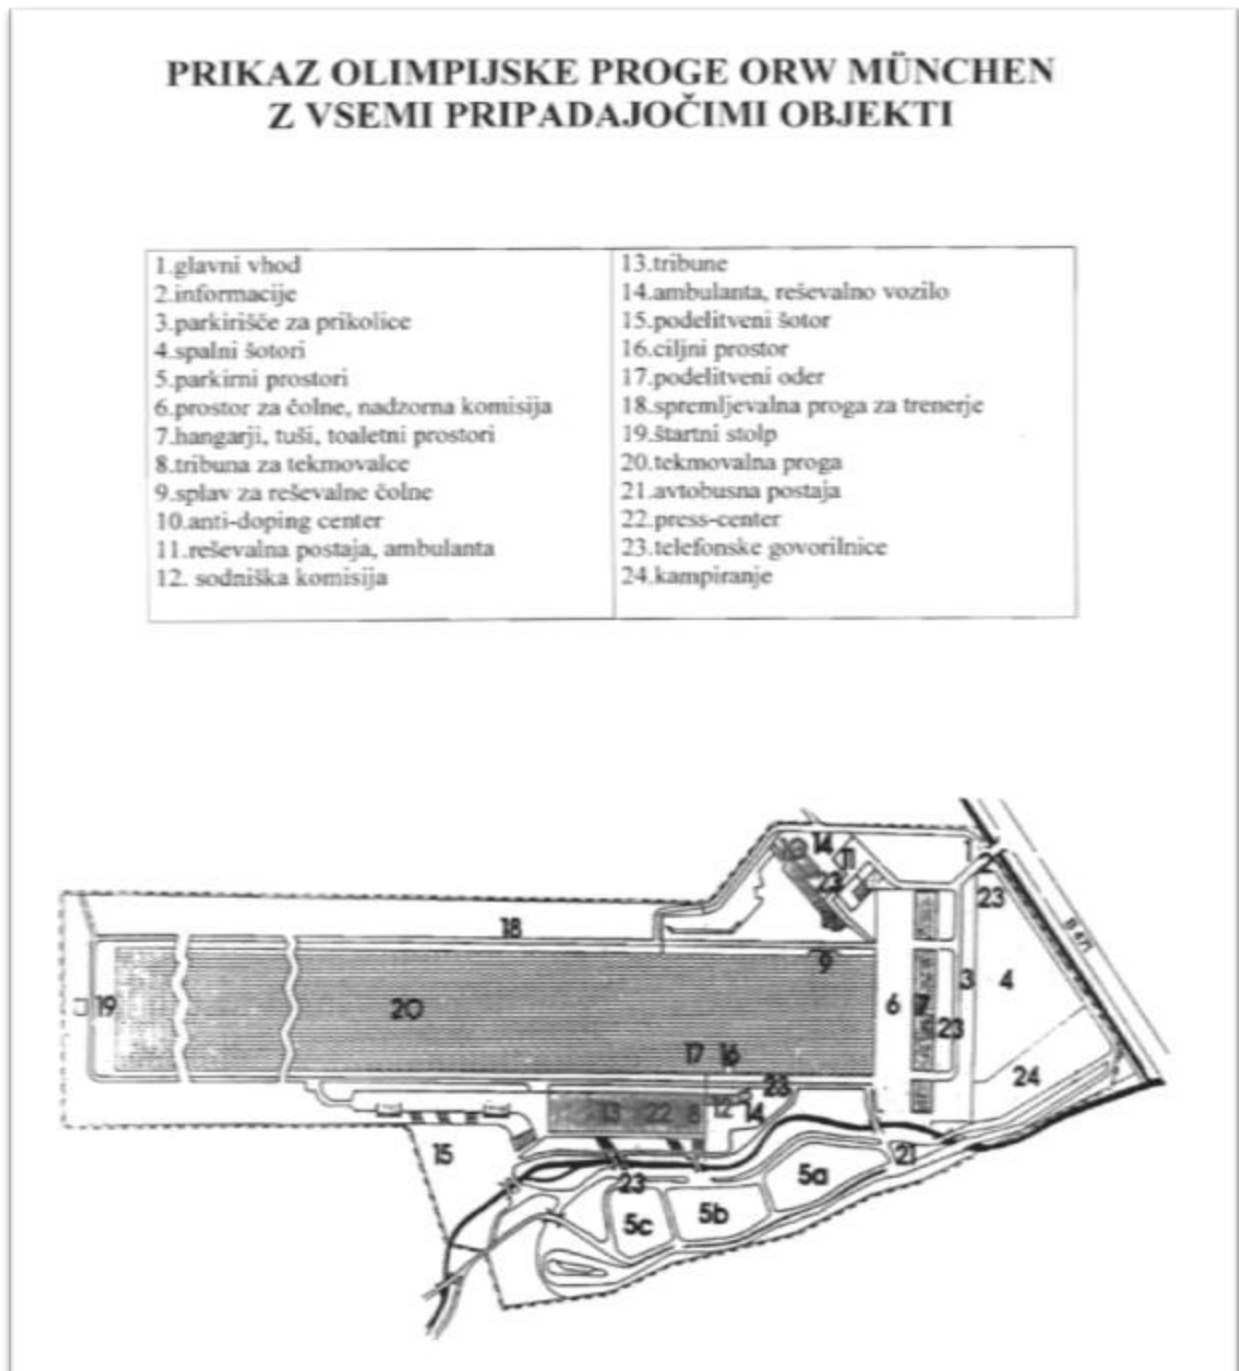 PRIKAZ OLIMPIJSKE PROGE ORW MÜNCHEN
Z VSEMI PRIPADAJOČIMI OBJEKTI
1.glavni vhod
2.informacije
3.parkirišče za prikolice
4.spalni šotori
5.parkirni prostori
6.prostor za čolne, nadzorna komisija
7.hangarji, tuši, toaletni prostori
8.tribuna za tekmovalce
9.splav za reševalne čolne
10.anti-doping center
11.reševalna postaja, ambulanta
12. sodniška komisija
13.tribune
14.ambulanta, reševalno vozilo
15.podelitveni šotor
16.ciljni prostor
17.podelitveni oder
18.spremljevalna proga za trenerje
19.štartni stolp
20.tekmovalna proga
21.avtobusna postaja
22.press-center
23.telefonske govorilnice
24.kampiranje
10
14
11
1
2
23
23
18
9
3
4
19
20
6
7
23
17
16
24
23
13
22
8
12
14
15
21
23
5a
5b
5c